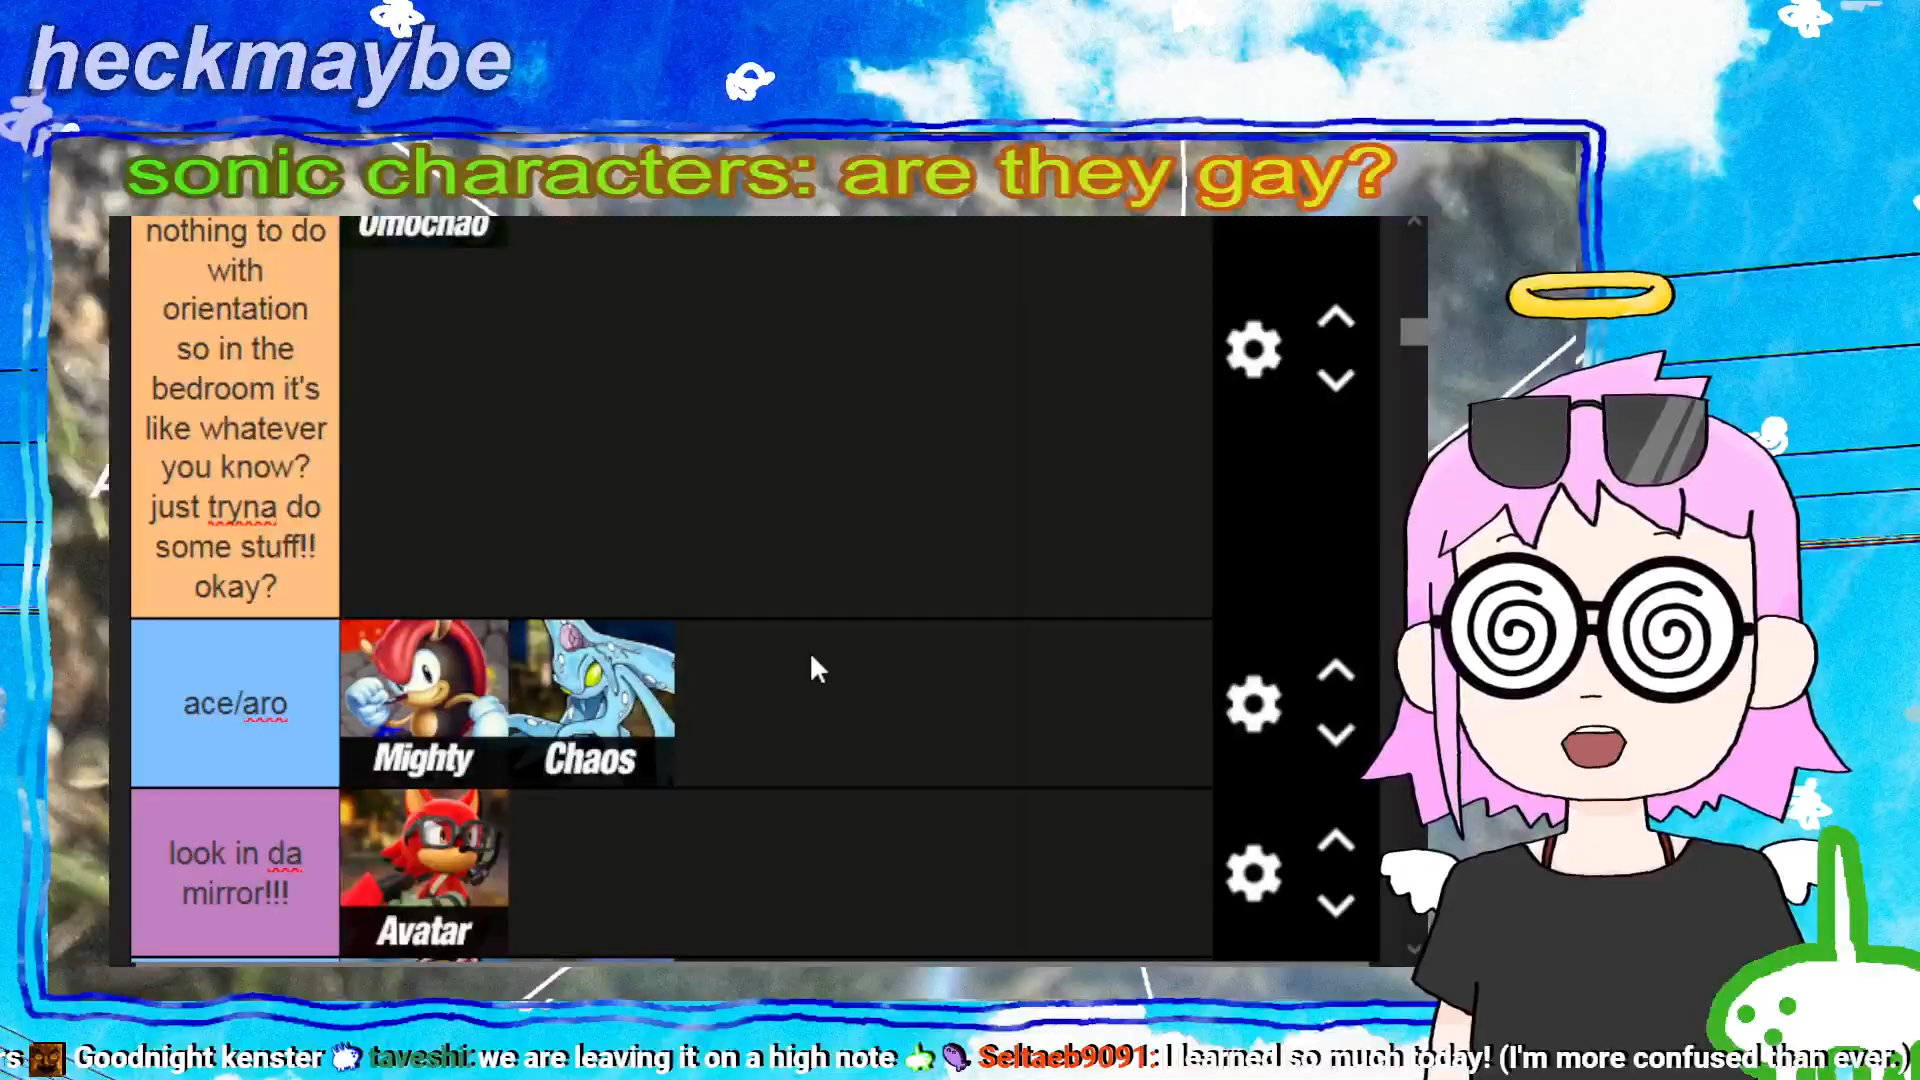 heckmaybe
sonic characters: are they gay?
nothing to do
with
orientation
so in the
bedroom it's
like whatever
you know?
just tryna do
some stuff!!
okay?
Omochao
ace/aro
Mighty
Chaos
look in da
mirror!!!
Avatar
rs Goodnight kenster taveshi: we are leaving it on a high note Seltaeb9091: I learned so much today! (I'm more confused than ever.)